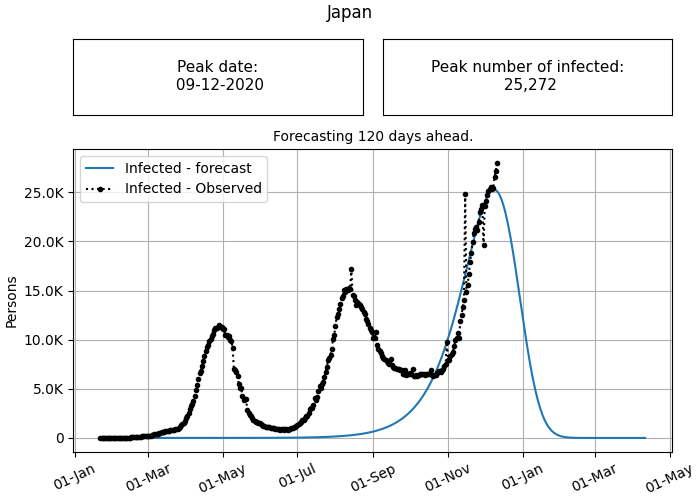 Japan
Peak date:
09-12-2020
Peak number of infected:
25,272
Forecasting 120 days ahead.
Infected - forecast
Infected - Observed
25.0K
20.0K
15.0K
10.0K
5.0K
0
Persons
01-Jan
01-Mar
01-May
01-Jul
01-Sep
01-Nov
01-Jan
01-Mar
01-May